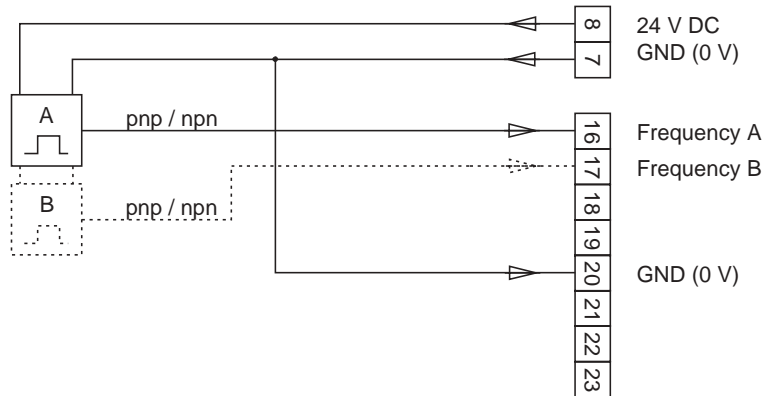 8 24 V DC
7 GND (0 V)
A
pnp / npn
16 Frequency A
17 Frequency B
B
pnp / npn
18
19
20 GND (0 V)
21
22
23